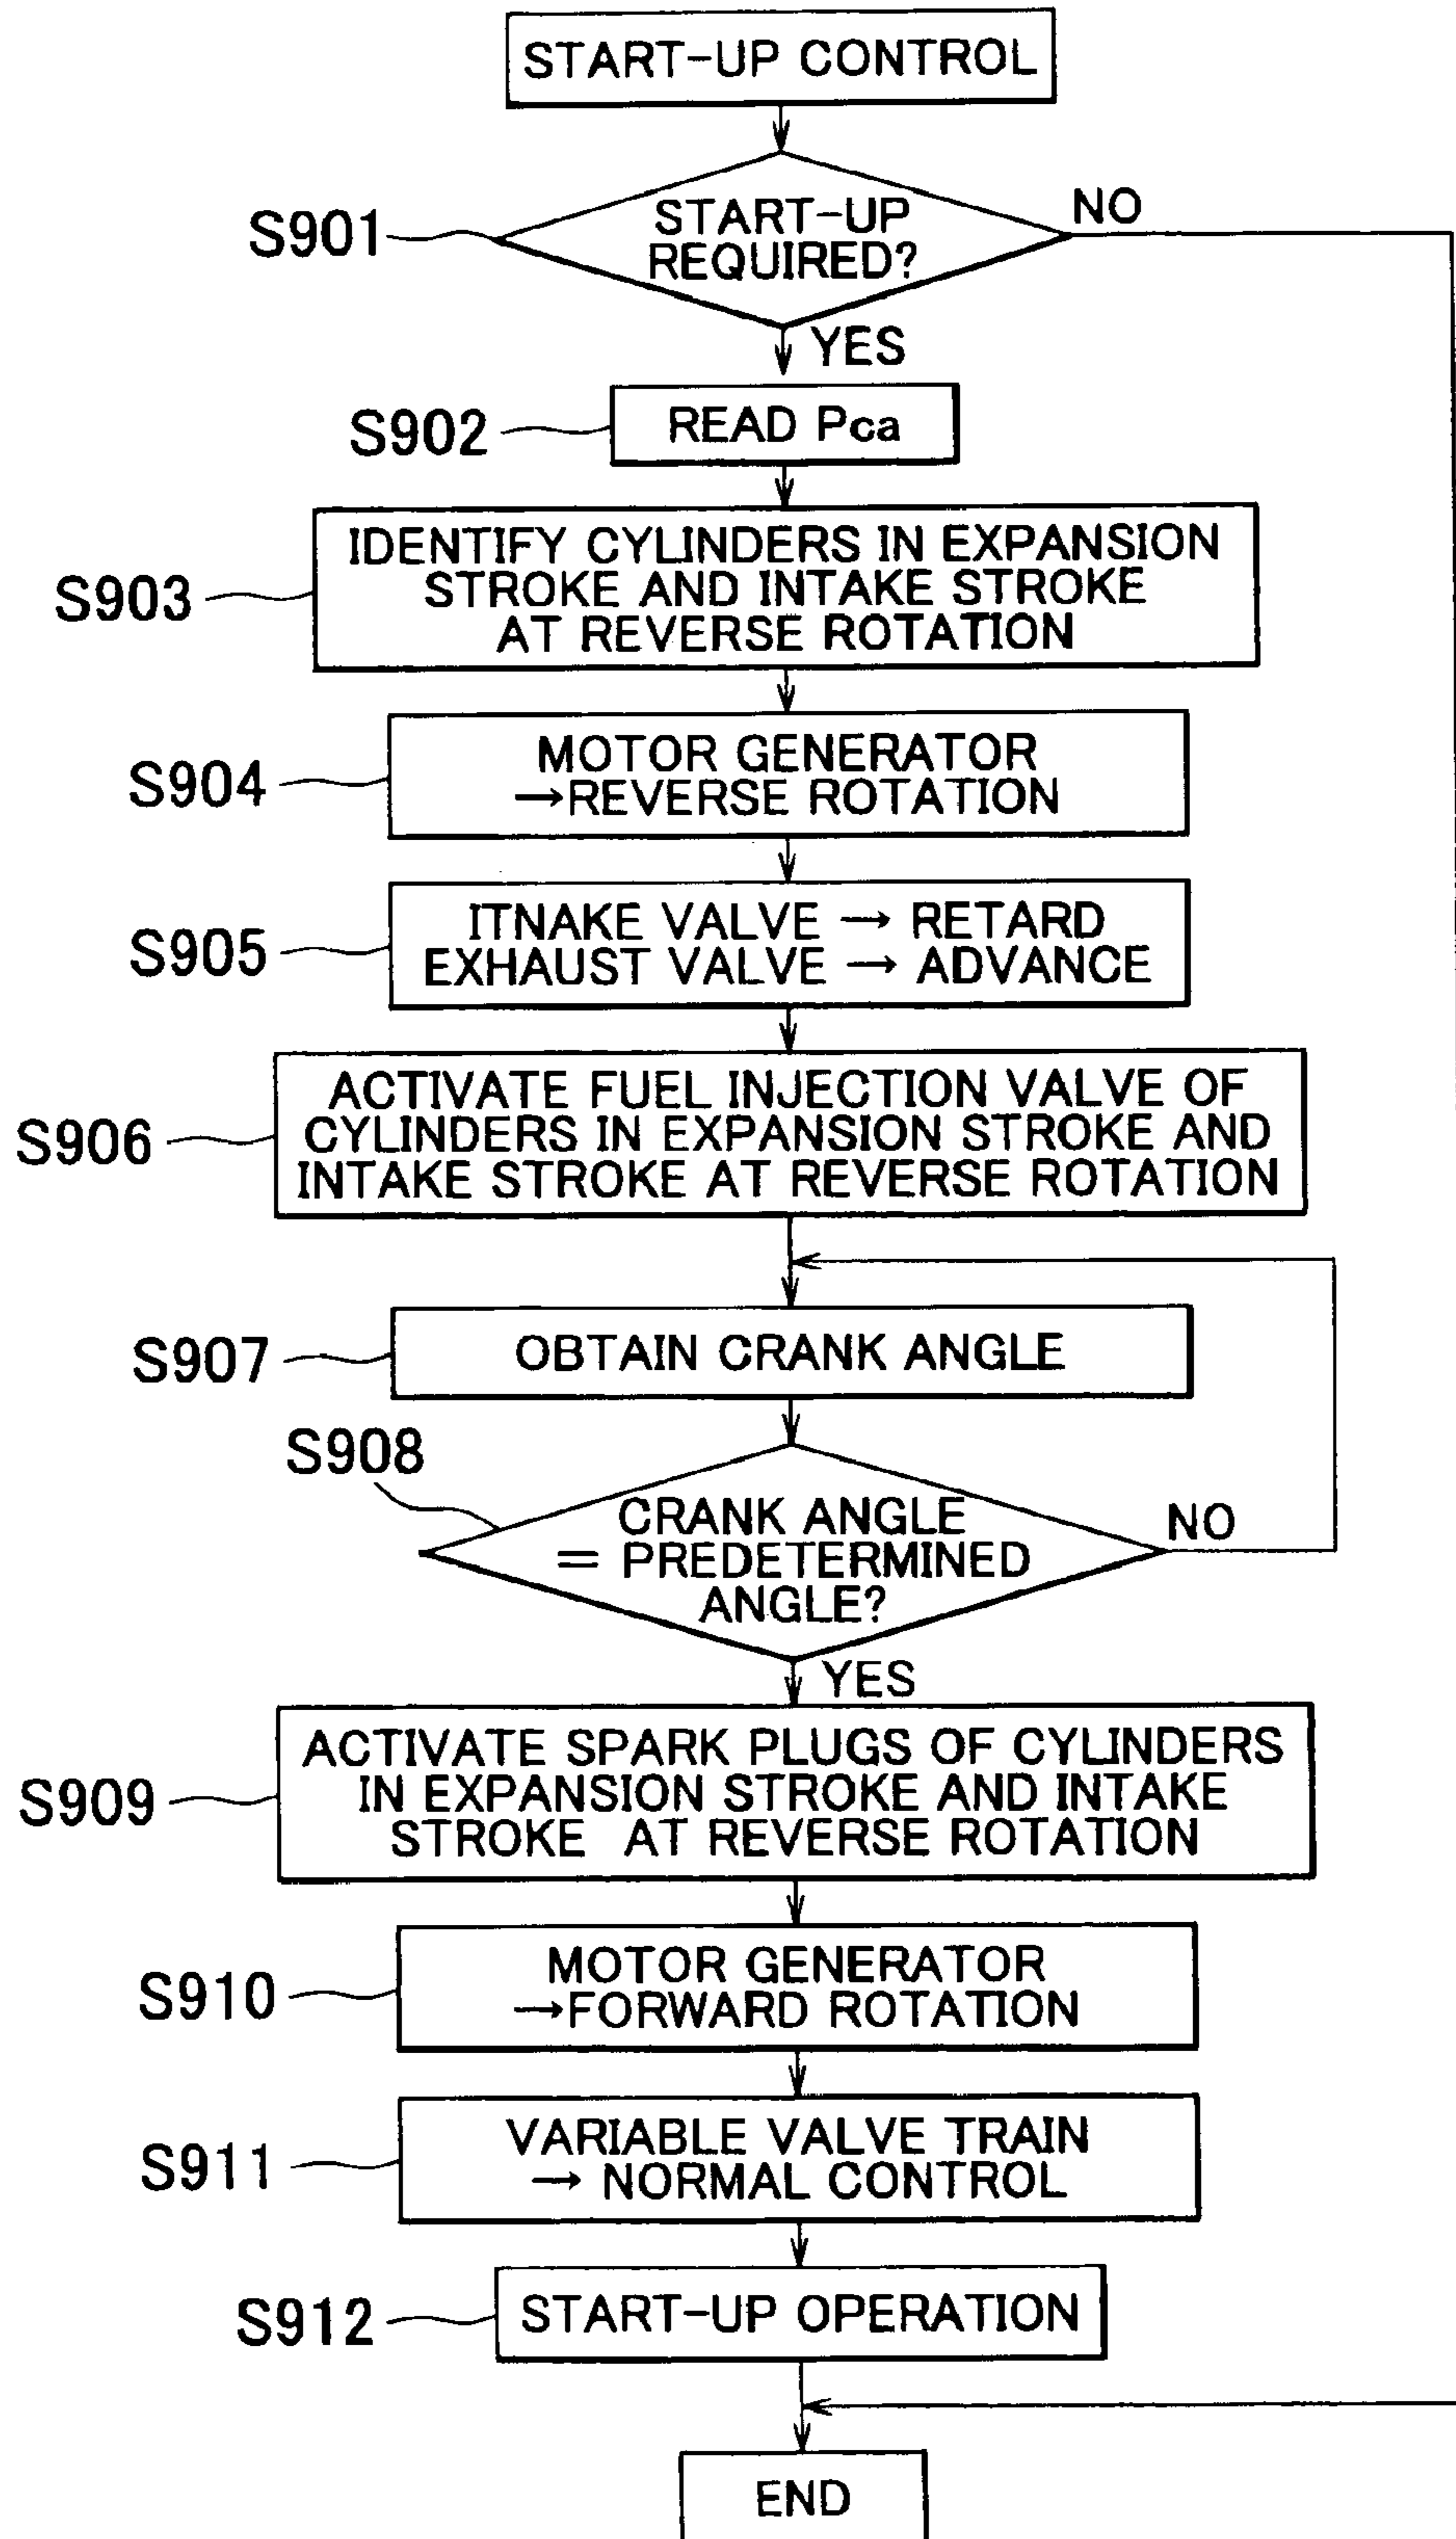 START-UP CONTROL
S901
START-UP
REQUIRED?
NO
YES
S902
READ Pca
S903
IDENTIFY CYLINDERS IN EXPANSION
STROKE AND INTAKE STROKE
AT REVERSE ROTATION
S904
MOTOR GENERATOR
→REVERSE ROTATION
S905
ITNAKE VALVE → RETARD
EXHAUST VALVE → ADVANCE
S906
ACTIVATE FUEL INJECTION VALVE OF
CYLINDERS IN EXPANSION STROKE AND
INTAKE STROKE AT REVERSE ROTATION
S907
OBTAIN CRANK ANGLE
S908
CRANK ANGLE
= PREDETERMINED
ANGLE?
NO
YES
S909
ACTIVATE SPARK PLUGS OF CYLINDERS
IN EXPANSION STROKE AND INTAKE
STROKE AT REVERSE ROTATION
S910
MOTOR GENERATOR
→FORWARD ROTATION
S911
VARIABLE VALVE TRAIN
→ NORMAL CONTROL
S912
START-UP OPERATION
END